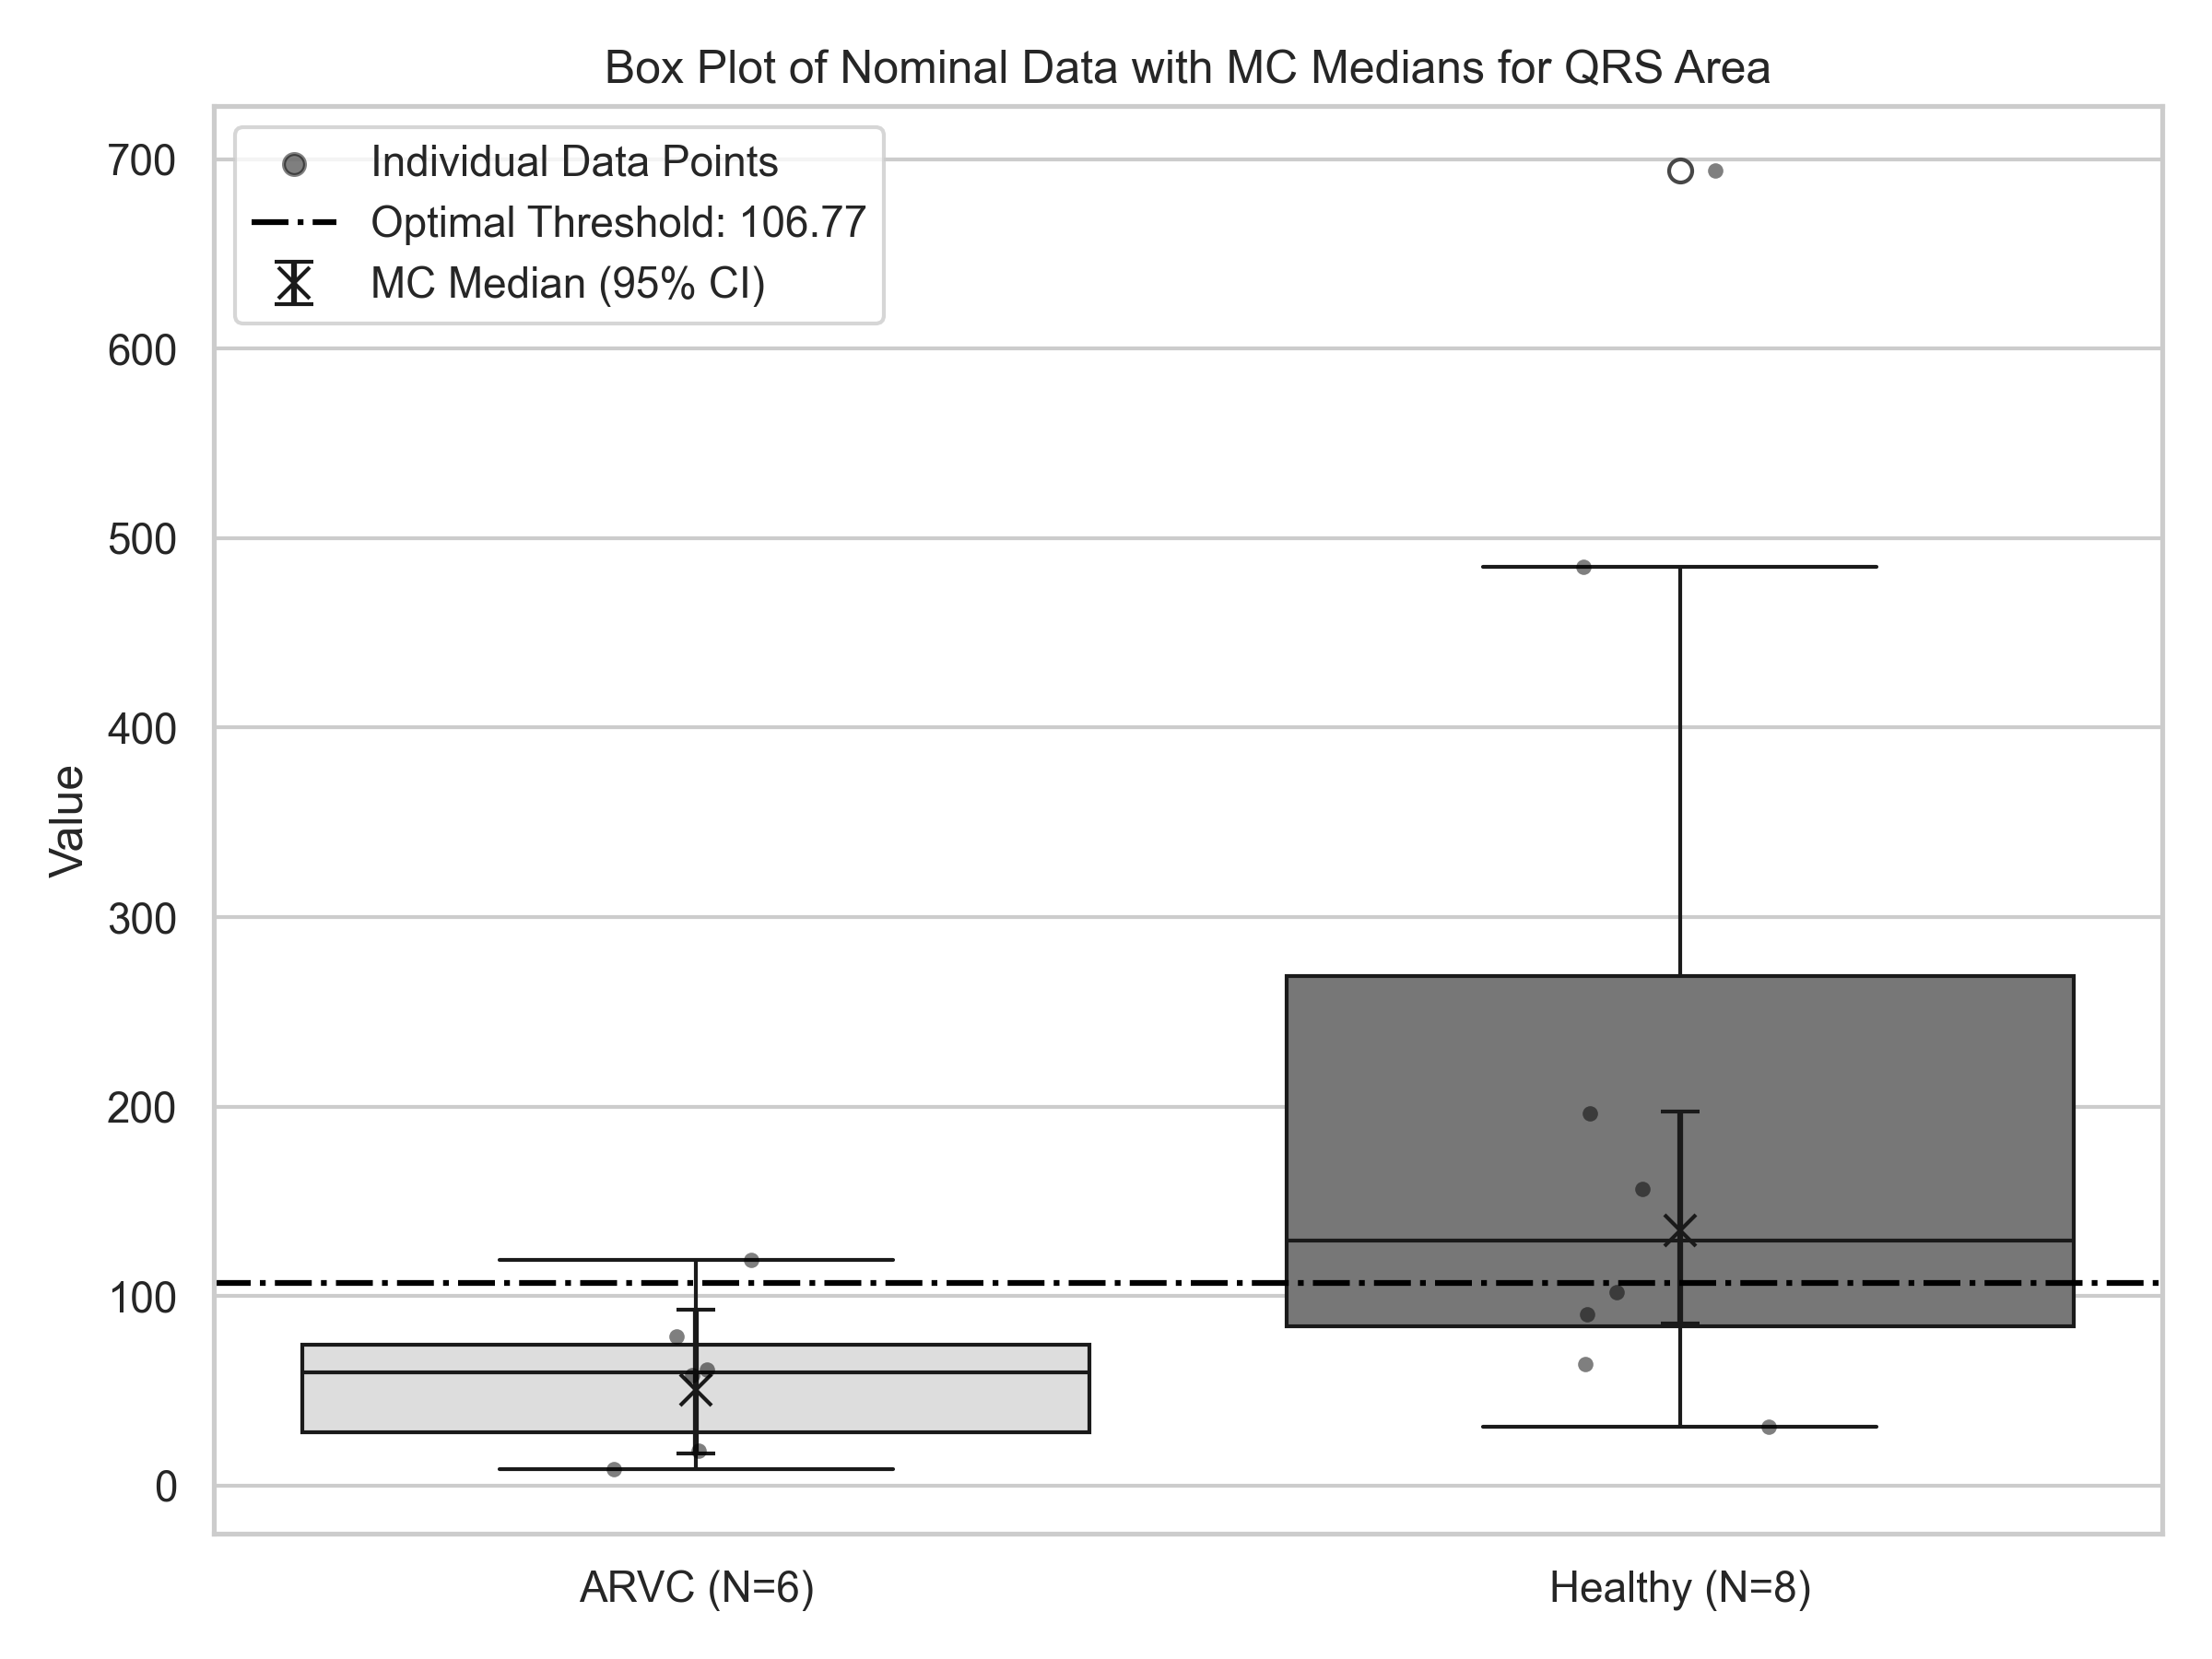 Box Plot of Nominal Data with MC Medians for QRS Area
Individual Data Points
Optimal Threshold: 106.77
MC Median (95% CI)
700
600
500
400
300
200
100
0
Value
ARVC (N=6)
Healthy (N=8)